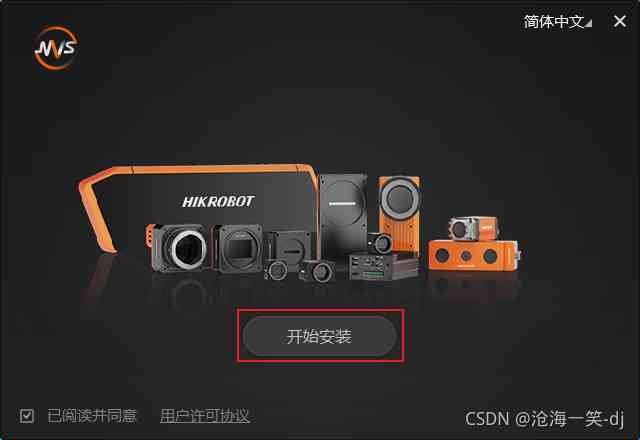 简体中文
MVS
HIKROBOT
开始安装
已阅读并同意 用户许可协议
CSDN @沧海一笑-dj